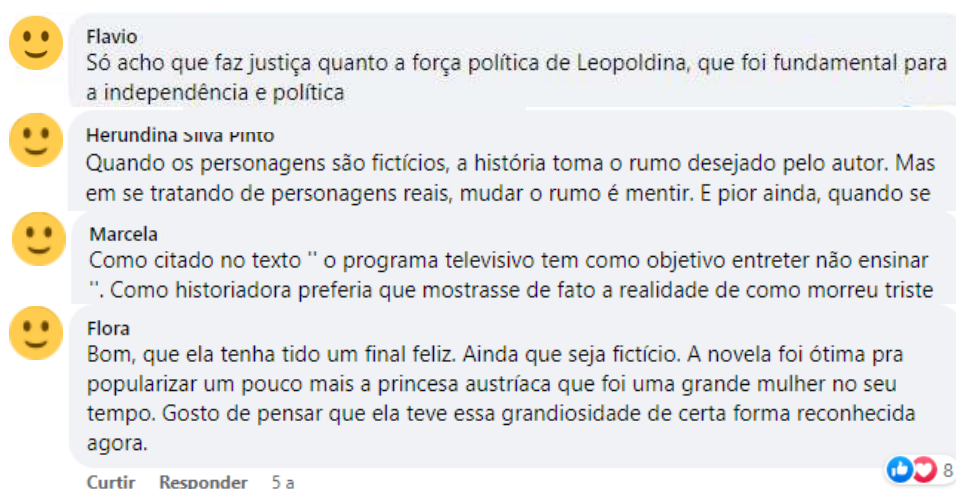 Flavio
Só acho que faz justiça quanto a força política de Leopoldina, que foi fundamental para
a independência e política
Herundina Silva Pinto
Quando os personagens são fictícios, a história toma o rumo desejado pelo autor. Mas
em se tratando de personagens reais, mudar o rumo é mentir. E pior ainda, quando se
Marcela
Como citado no texto '' o programa televisivo tem como objetivo entreter não ensinar
''. Como historiadora preferia que mostrasse de fato a realidade de como morreu triste
Flora
Bom, que ela tenha tido um final feliz. Ainda que seja fictício. A novela foi ótima pra
popularizar um pouco mais a princesa austríaca que foi uma grande mulher no seu
tempo. Gosto de pensar que ela teve essa grandiosidade de certa forma reconhecida
agora.
8
Curtir Responder 5 a